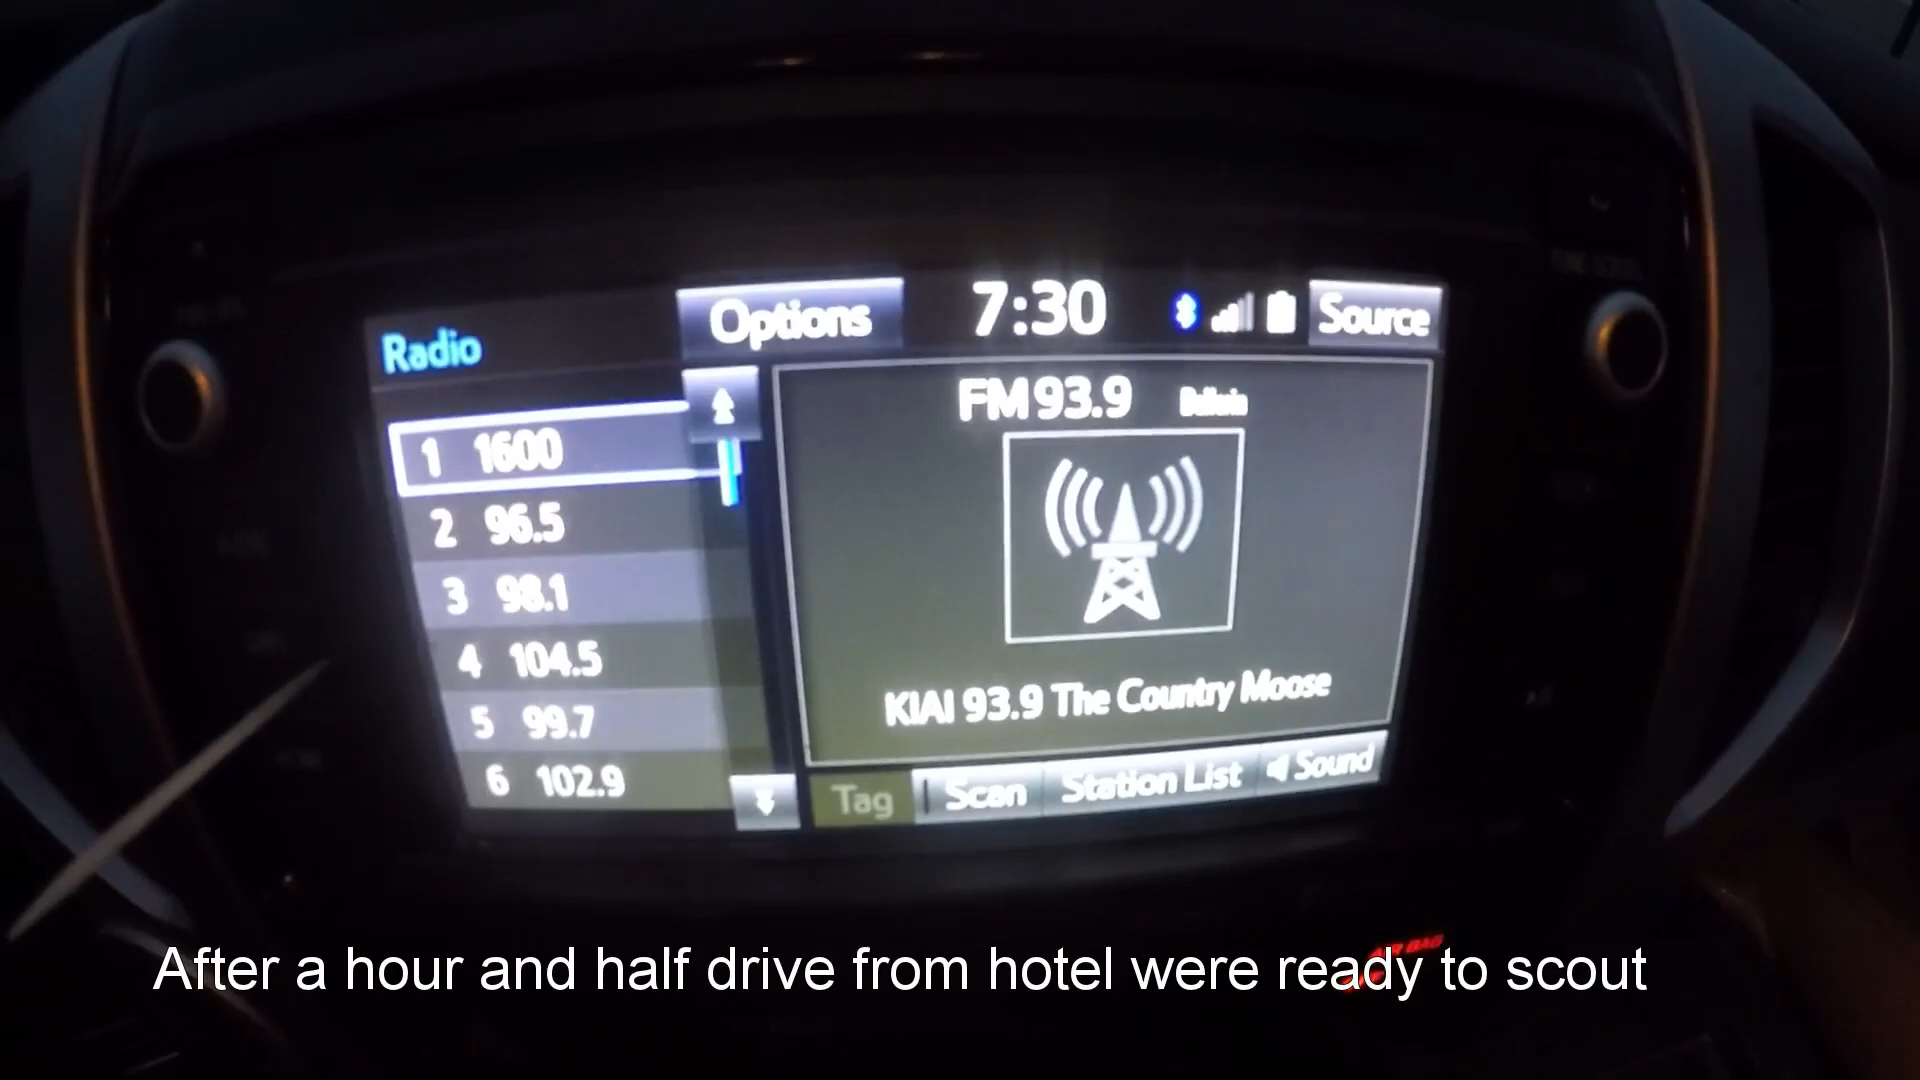 Radio
Options
7:30
Source
1 1600
2 96.5
3 98.1
4 104.5
5 99.7
6 102.9
FM 93.9
KIAI 93.9 The Country Moose
Tag
Scan
Station List
Sound
AIR BAG
After a hour and half drive from hotel were ready to scout